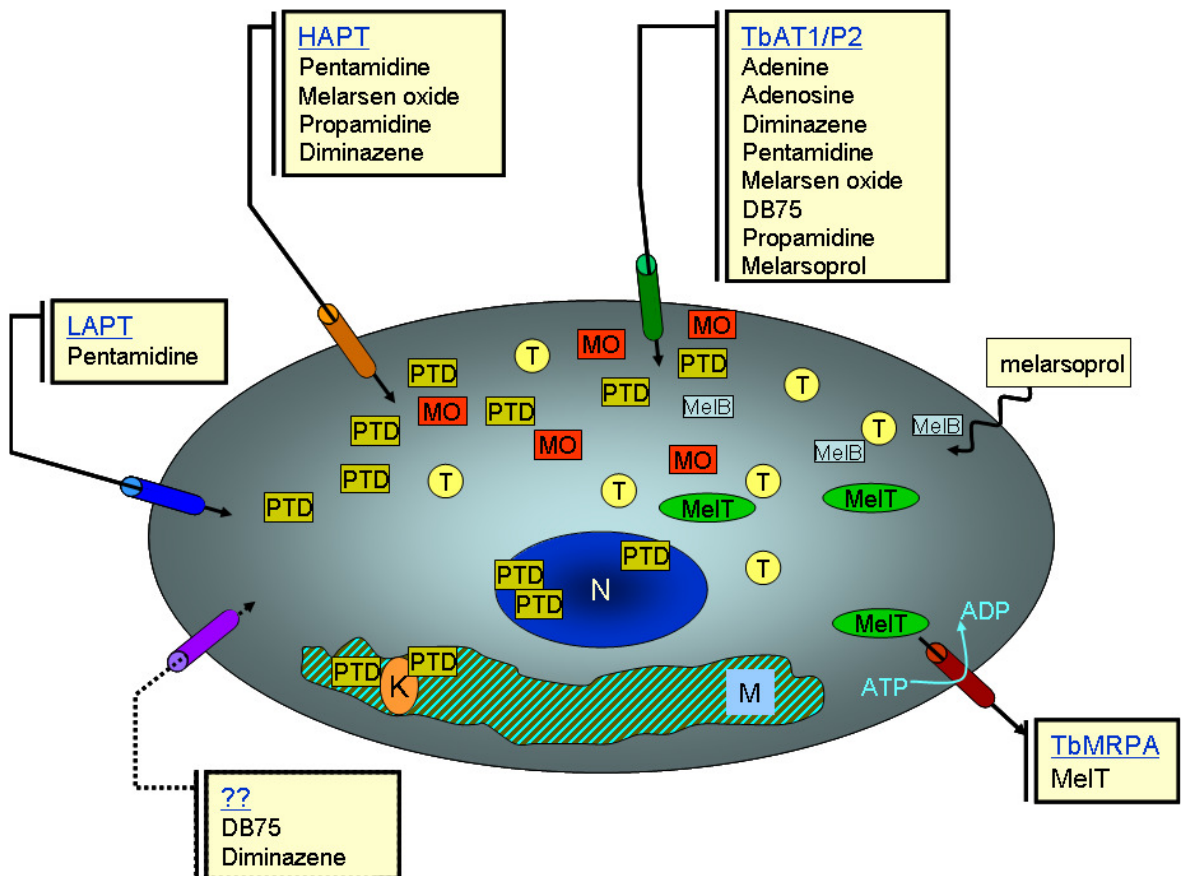 HAPT
Pentamidine
Melarsen oxide
Propamidine
Diminazene
TbAT1/P2
Adenine
Adenosine
Diminazene
Pentamidine
Melarsen oxide
DB75
Propamidine
Melarsoprol
LAPT
Pentamidine
melarsoprol
MO
MO
T
PTD
PTD
PTD
T
MO
PTD
MelB
PTD
T
MelB
MO
MelB
MO
PTD
T
T
T
PTD
MelT
MelT
PTD
T
PTD
N
PTD
MelT
ADP
ATP
PTD
PTD
K
M
TbMRPA
MelT
??
DB75
Diminazene